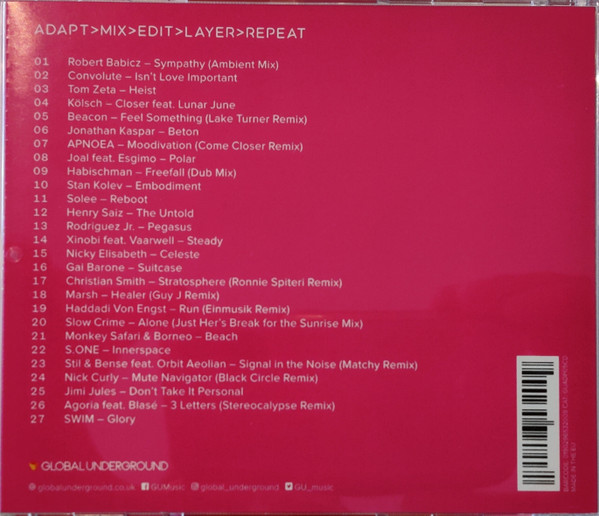 ADAPT>MIX>EDIT>LAYER>REPEAT
01 Robert Babicz – Sympathy (Ambient Mix)
02 Convolute – Isn't Love Important
03 Tom Zeta – Heist
04 Kölsch – Closer feat. Lunar June
05 Beacon – Feel Something (Lake Turner Remix)
06 Jonathan Kaspar – Beton
07 APNOEA – Moodivation (Come Closer Remix)
08 Joal feat. Esgimo – Polar
09 Habischman – Freefall (Dub Mix)
10 Stan Kolev – Embodiment
11 Solee – Reboot
12 Henry Saiz – The Untold
13 Rodriguez Jr. – Pegasus
14 Xinobi feat. Vaarwell – Steady
15 Nicky Elisabeth – Celeste
16 Gai Barone – Suitcase
17 Christian Smith – Stratosphere (Ronnie Spiteri Remix)
18 Marsh – Healer (Guy J Remix)
19 Haddadi Von Engst – Run (Einmusik Remix)
20 Slow Crime – Alone (Just Her's Break for the Sunrise Mix)
21 Monkey Safari & Borneo – Beach
22 S.ONE – Innerspace
23 Stil & Bense feat. Orbit Aeolian – Signal in the Noise (Matchy Remix)
24 Nick Curly – Mute Navigator (Black Circle Remix)
25 Jimi Jules – Don't Take It Personal
26 Agoria feat. Blasé – 3 Letters (Stereocalypse Remix)
27 SWIM – Glory
GLOBAL UNDERGROUND
globalunderground.co.uk GUMusic global_underground GU_music
MADE IN THE EU